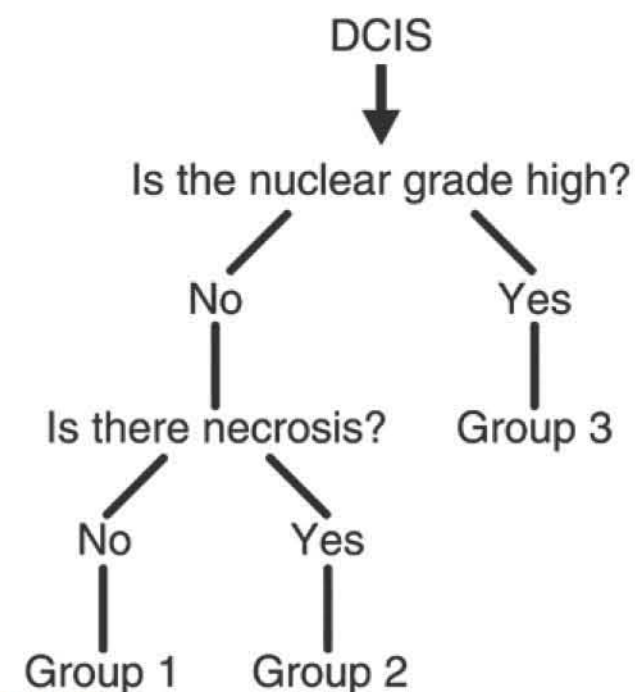 DCIS
Is the nuclear grade high?
No Yes
Is there necrosis? Group 3
No Yes
Group 1 Group 2